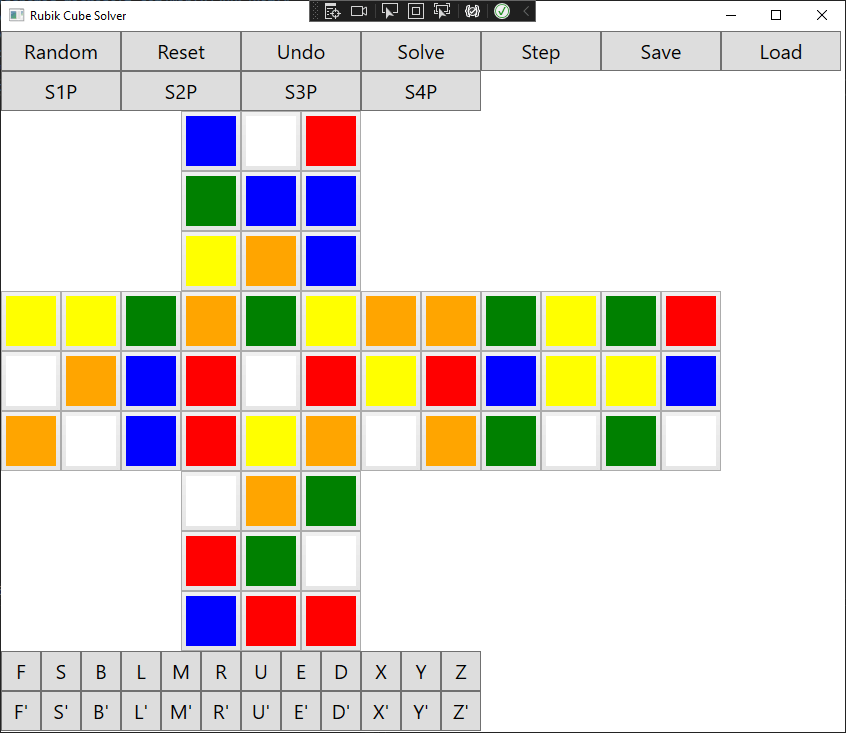 Rubik Cube Solver
Random Reset Undo Solve Step Save Load
S1P S2P S3P S4P
F S B L M R U E D X Y Z
F' S' B' L' M' R' U' E' D' X' Y' Z'